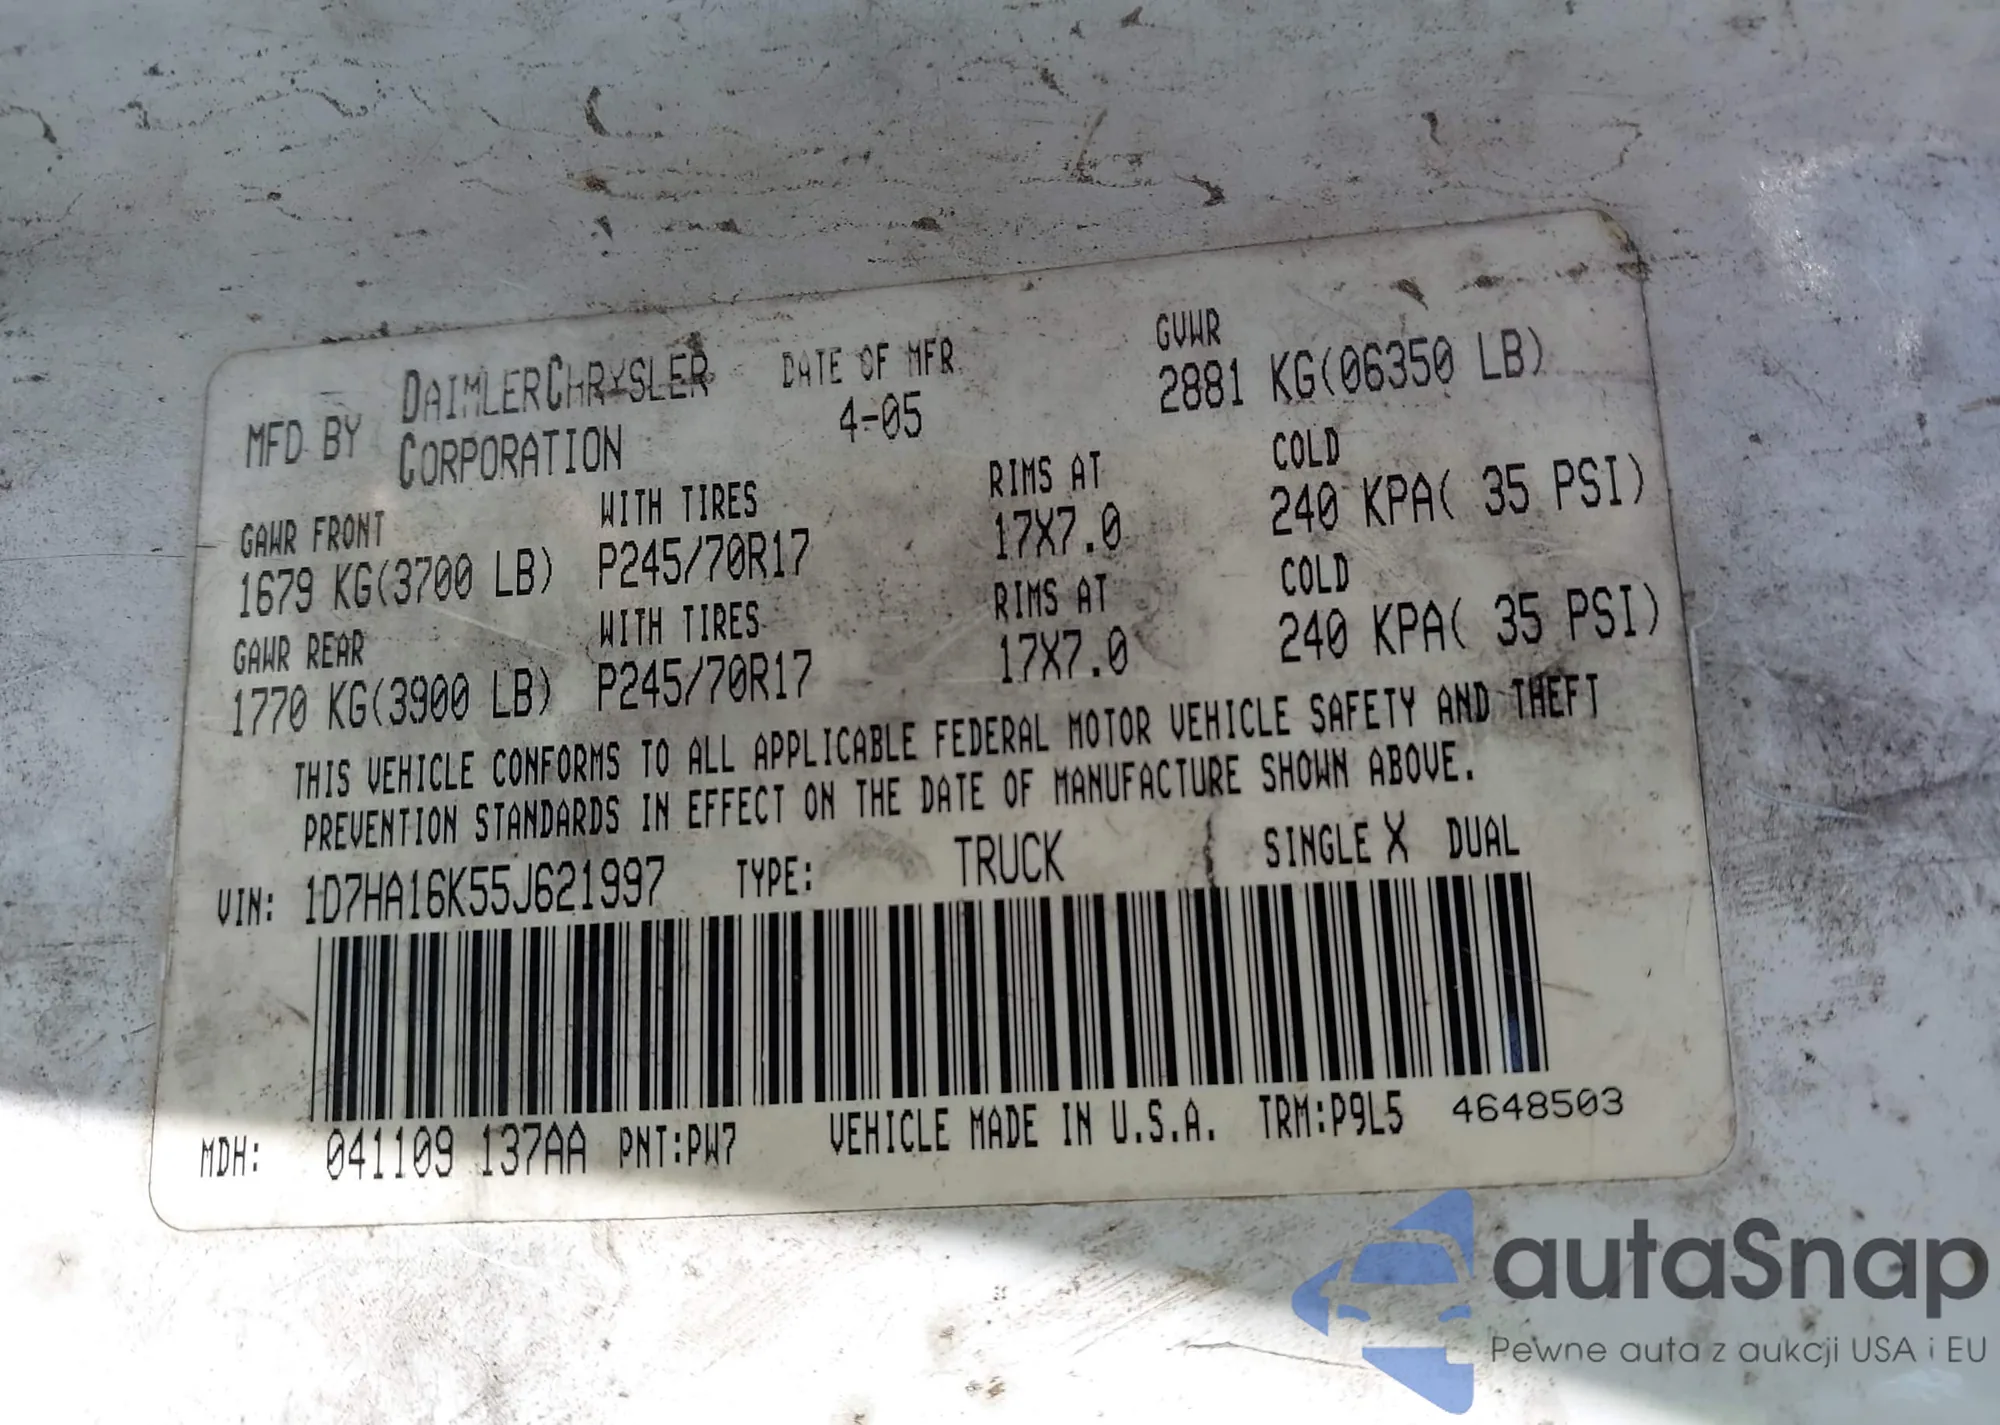 MFD BY DAIMLERCHRYSLER CORPORATION DATE OF MFR 4-05 GVWR 2881 KG(06350 LB)
GAWR FRONT WITH TIRES RIMS AT COLD
1679 KG(3700 LB) P245/70R17 17X7.0 240 KPA( 35 PSI)
GAWR REAR WITH TIRES RIMS AT COLD
1770 KG(3900 LB) P245/70R17 17X7.0 240 KPA( 35 PSI)
THIS VEHICLE CONFORMS TO ALL APPLICABLE FEDERAL MOTOR VEHICLE SAFETY AND THEFT
PREVENTION STANDARDS IN EFFECT ON THE DATE OF MANUFACTURE SHOWN ABOVE.
VIN: 1D7HA16K55J621997 TYPE: TRUCK SINGLE X DUAL
MDH: 041109 137AA PNT:PW7 VEHICLE MADE IN U.S.A. TRM:P9L5 4648503
autaSnap
Pewne auta z aukcji USA i EU